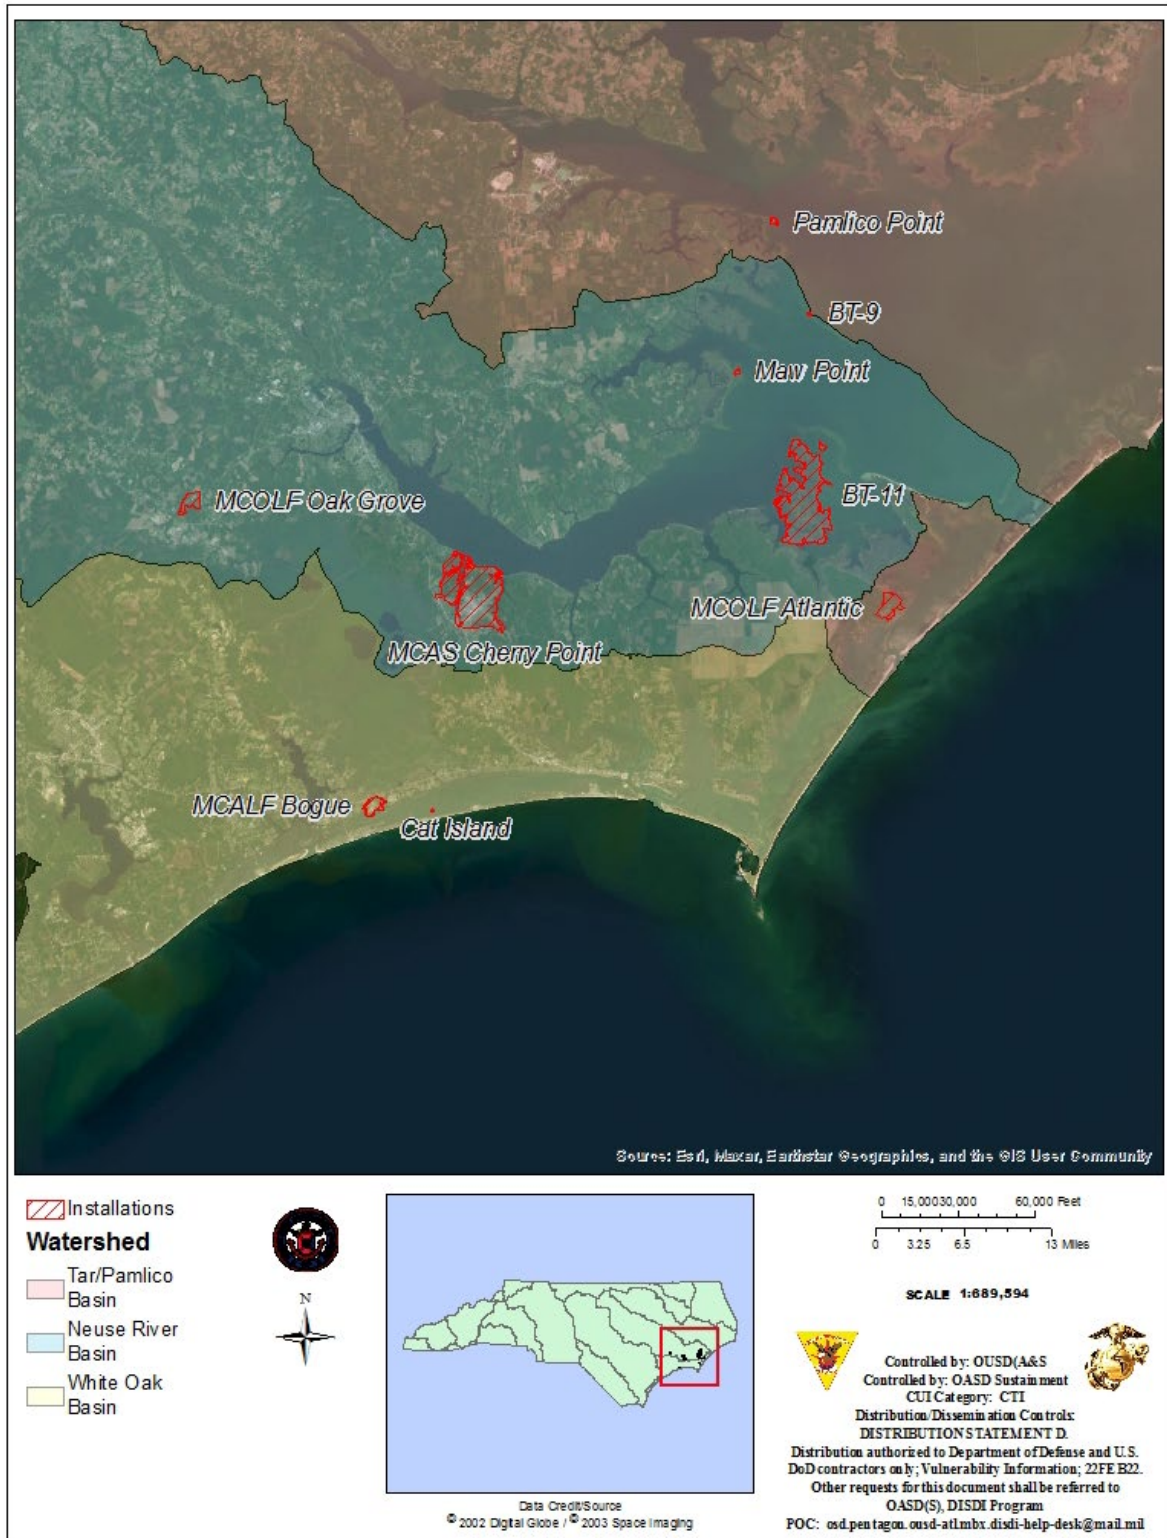 Pamlico Point
BT-9
Maw Point
MCOLF Oak Grove
BT-11
MCOLF Atlantic
MCAS Cherry Point
MCALF Bogue
Cat Island
Source: Esri, Maxar, Earthstar Geographics, and the GIS User Community
Installations
Watershed
Tar/Pamlico
Basin
Neuse River
Basin
White Oak
Basin
N
Data Credit/Source
© 2002 Digital Globe / © 2003 Space Imaging
0 15,00030,000 60,000 Feet
0 3.25 6.5 13 Miles
SCALE 1:689,594
Controlled by: OUSD(A&S
Controlled by: OASD Sustainment
CUI Category: CTI
Distribution/Dissemination Controls:
DISTRIBUTION STATEMENT D.
Distribution authorized to Department of Defense and U.S.
DoD contractors only; Vulnerability Information; 22FEB22.
Other requests for this document shall be referred to
OASD(S), DISDI Program
POC: osd.pentagon.ousd-atl.mbx.disdi-help-desk@mail.mil